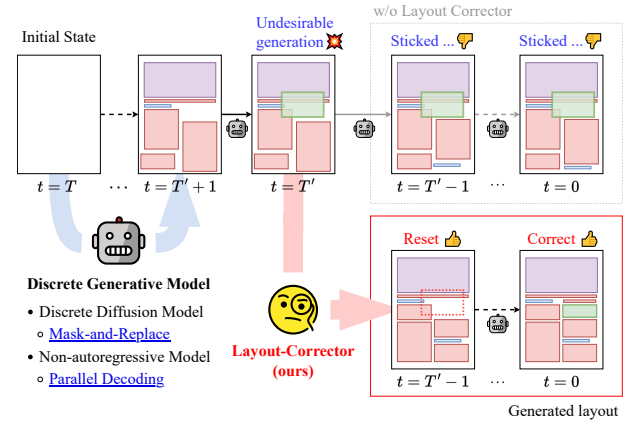 w/o Layout Corrector
Initial State
Undesirable
generation
Sticked ...
Sticked ...
t = T
...
t = T′ + 1
t = T′
t = T′ − 1
...
t = 0
Discrete Generative Model
• Discrete Diffusion Model
Mask-and-Replace
• Non-autoregressive Model
Parallel Decoding
Layout-Corrector
(ours)
Reset
Correct
t = T′ − 1
...
t = 0
Generated layout